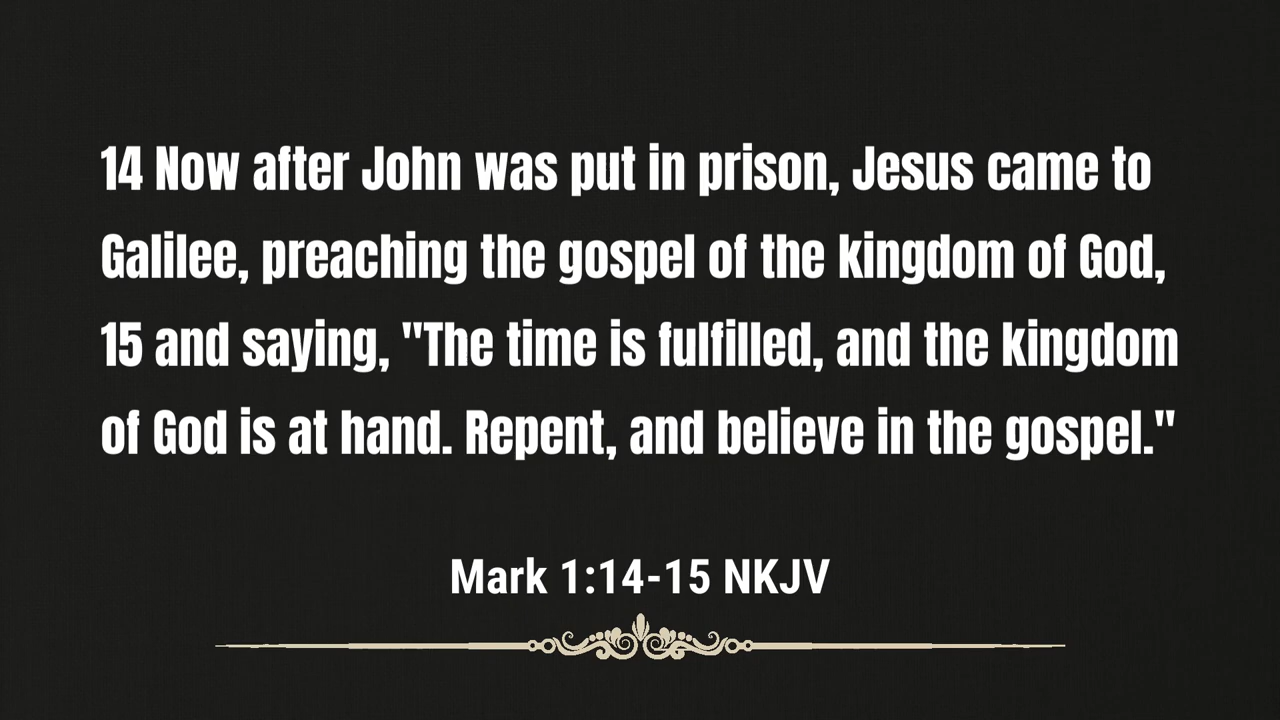 14 Now after John was put in prison, Jesus came to
Galilee, preaching the gospel of the kingdom of God,
15 and saying, "The time is fulfilled, and the kingdom
of God is at hand. Repent, and believe in the gospel."
Mark 1:14-15 NKJV